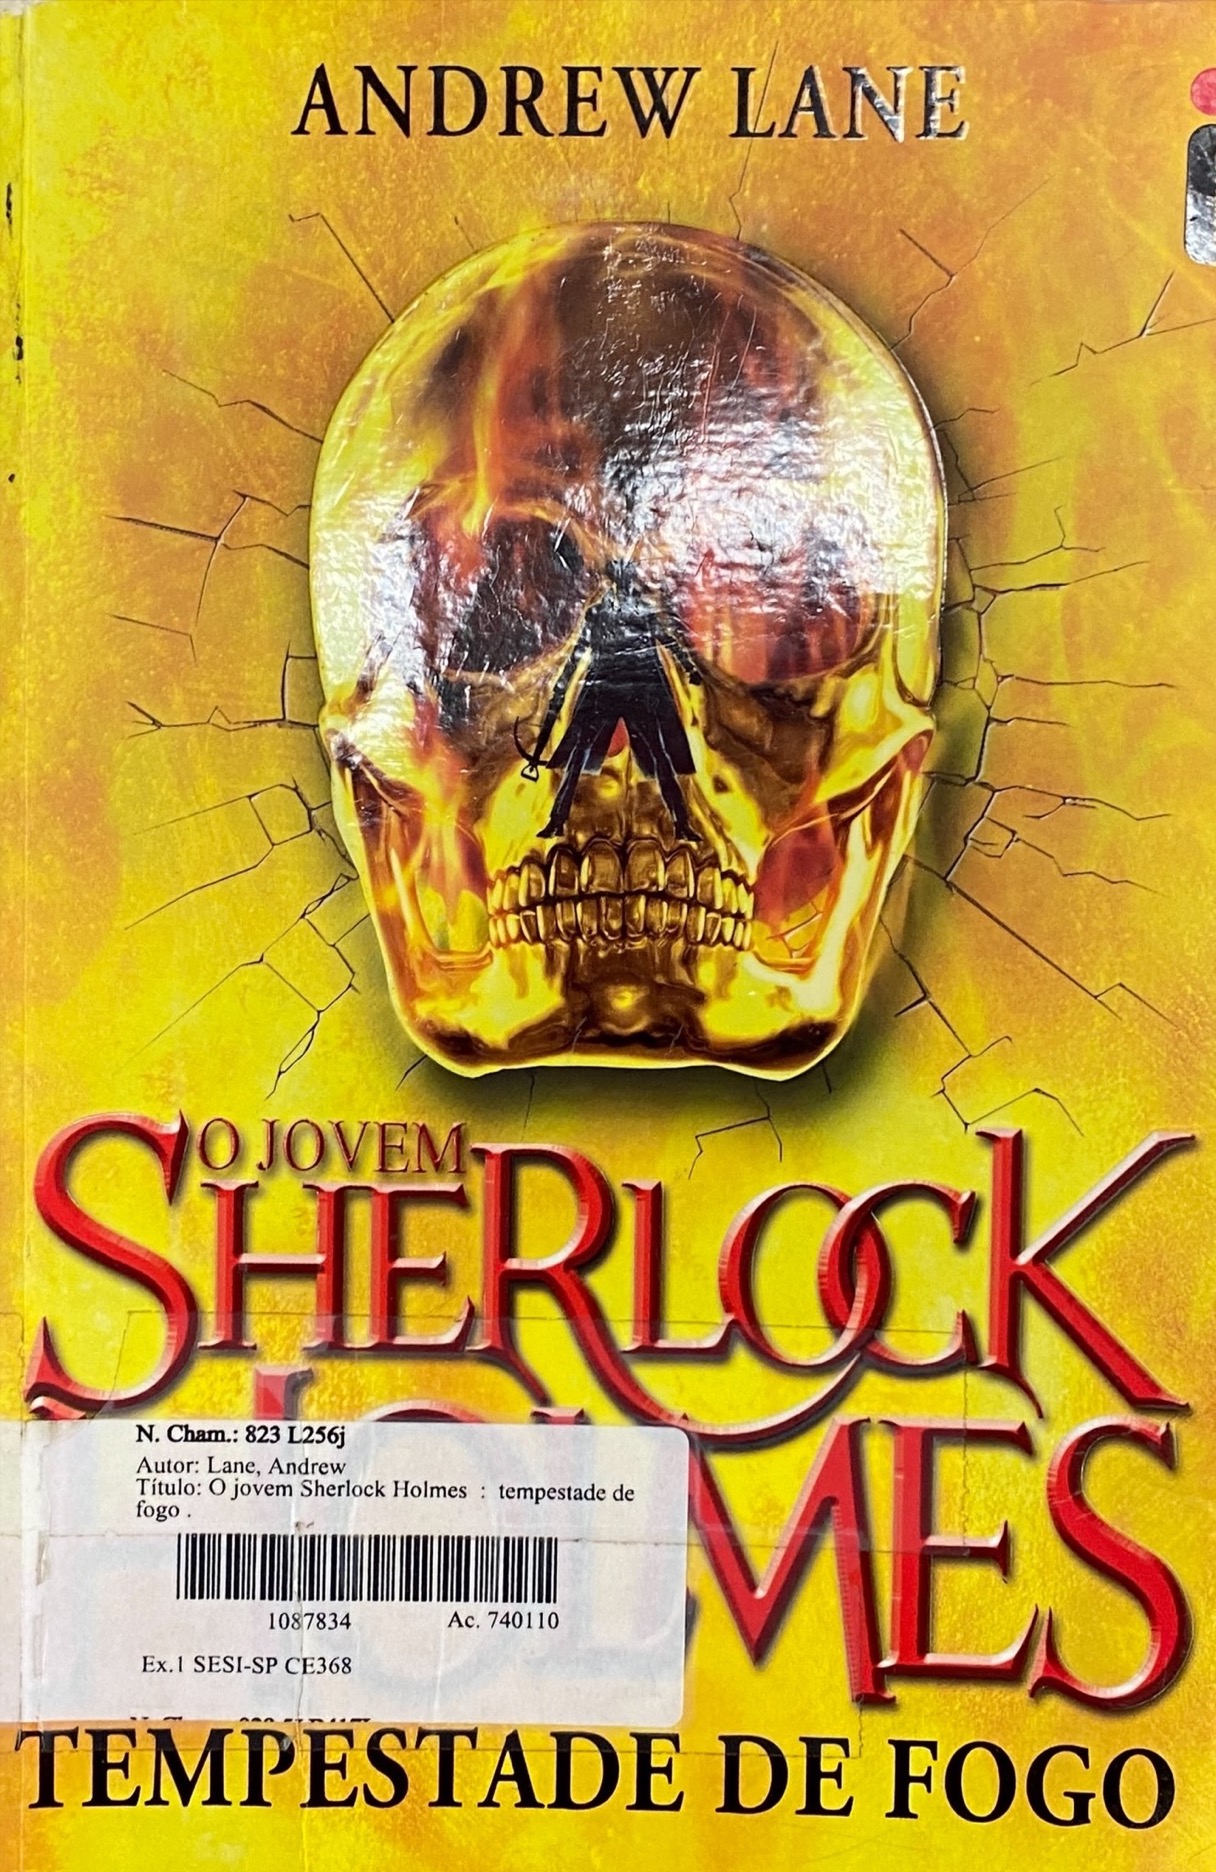 ANDREW LANE
O JOVEM
SHERLOCK
HOLMES
N. Cham.: 823 L256j
Autor: Lane, Andrew
Título: O jovem Sherlock Holmes : tempestade de
fogo .
1087834 Ac. 740110
Ex.1 SESI-SP CE368
TEMPESTADE DE FOGO